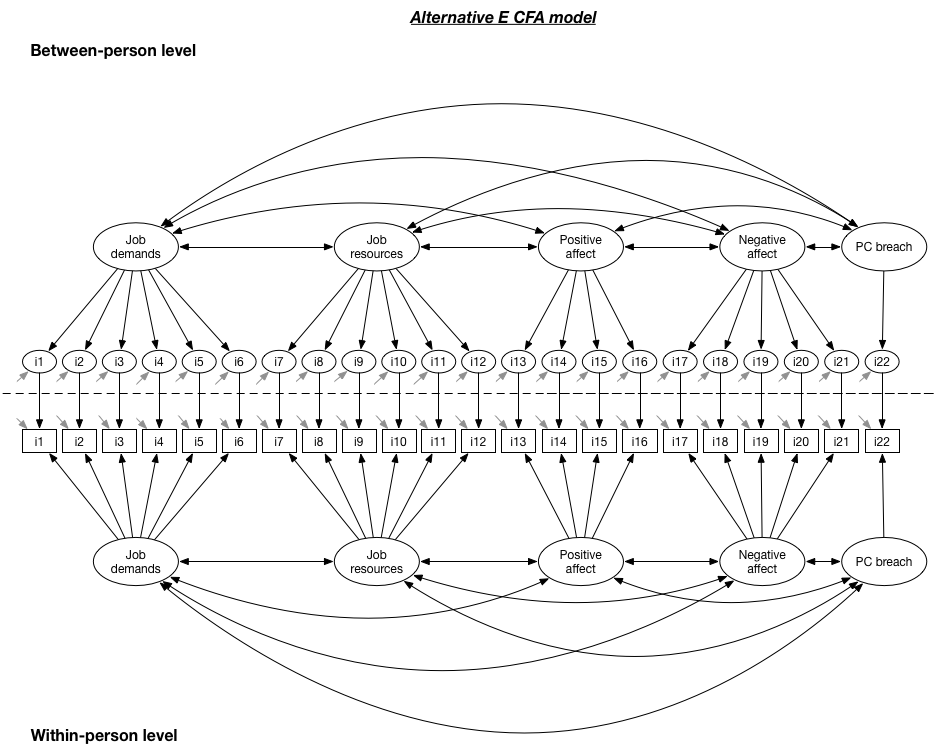 Alternative E CFA model
Between-person level
Job demands
Job resources
Positive affect
Negative affect
PC breach
i1 i2 i3 i4 i5 i6 i7 i8 i9 i10 i11 i12 i13 i14 i15 i16 i17 i18 i19 i20 i21 i22
i1 i2 i3 i4 i5 i6 i7 i8 i9 i10 i11 i12 i13 i14 i15 i16 i17 i18 i19 i20 i21 i22
Job demands
Job resources
Positive affect
Negative affect
PC breach
Within-person level